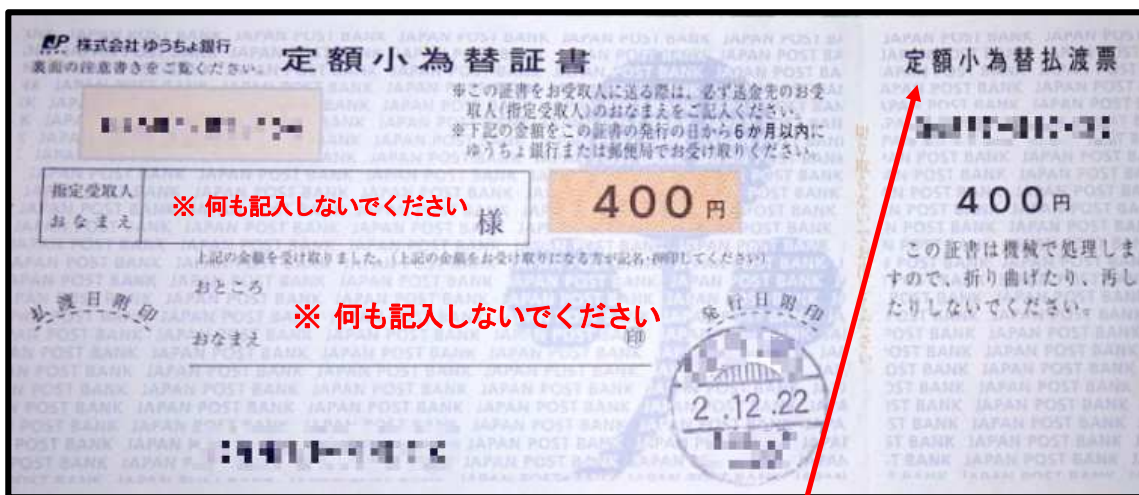 JP 株式会社ゆうちょ銀行
裏面の注意書きをご覧ください。
定額小為替証書
※この証書をお受取人に送る際は、必ず送金先のお受
取人(指定受取人)のおなまえをご記入ください。
※下記の金額をこの証書の発行の日から6か月以内に
ゆうちょ銀行または郵便局でお受け取りください。
指定受取人
おなまえ
※ 何も記入しないでください
様
400円
上記の金額を受け取りました。(上記の金額をお受け取りになる方が記名・押印してください)
おところ
※ 何も記入しないでください
おなまえ
印
払渡日附印
発行日附印
2.12.22
定額小為替払渡票
400円
この証書は機械で処理しま
すので、折り曲げたり、汚し
たりしないでください。
JAPAN POST BANK